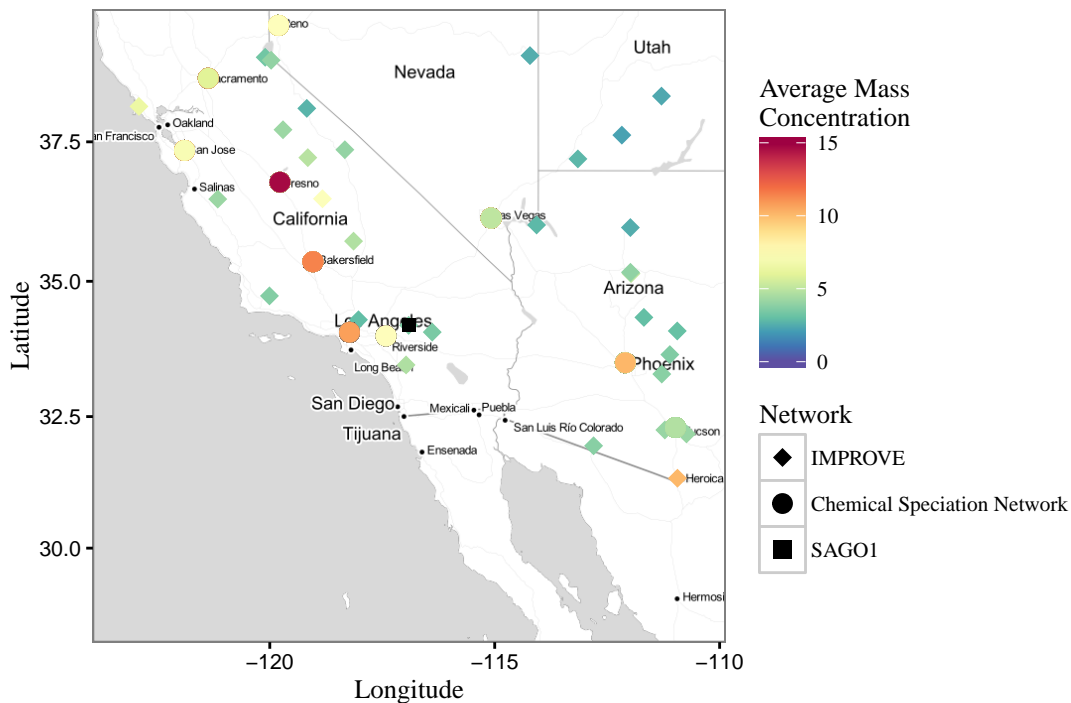 Reno
Utah
Nevada
Sacramento
Oakland
an Francisco
San Jose
Fresno
Salinas
California
Las Vegas
Bakersfield
Arizona
Los Angeles
Riverside
Long Beach
Phoenix
San Diego
Mexicali
Puebla
San Luis Río Colorado
Tucson
Tijuana
Ensenada
Heroica
Hermosi
37.5
35.0
32.5
30.0
Latitude
−120
−115
−110
Longitude
Average Mass
Concentration
15
10
5
0
Network
IMPROVE
Chemical Speciation Network
SAGO1